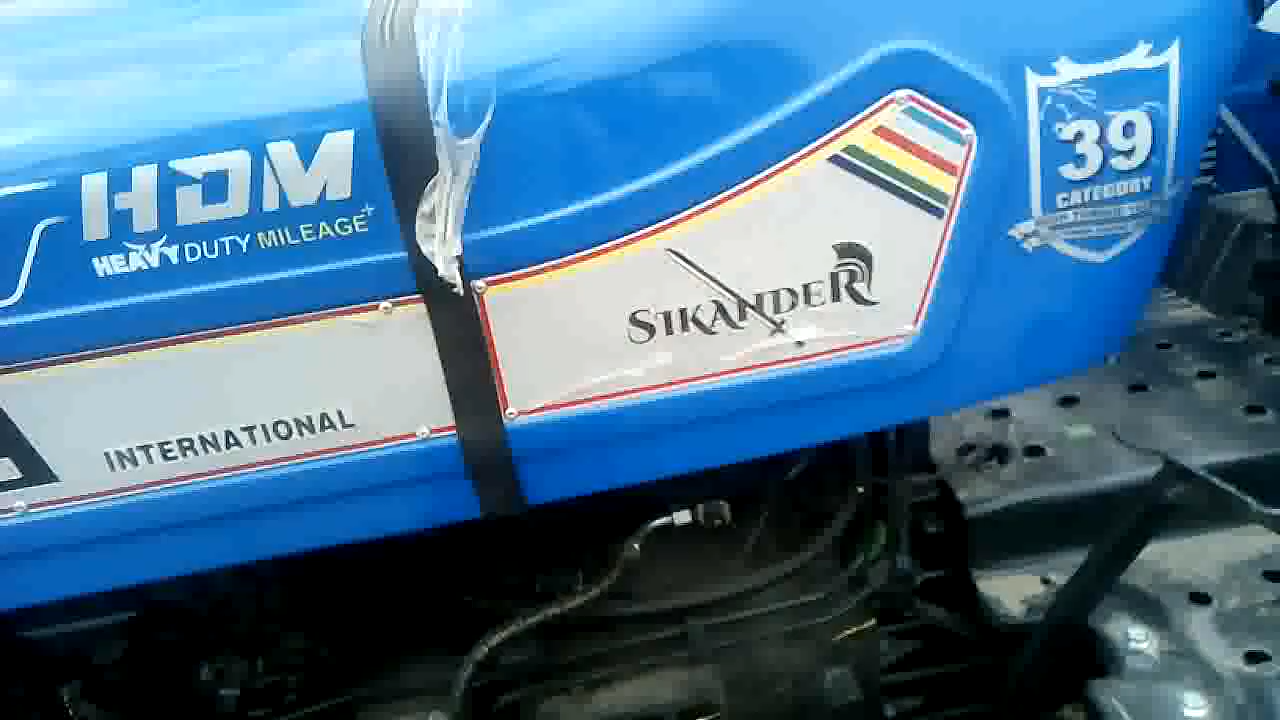 HDM
HEAVY DUTY MILEAGE+
INTERNATIONAL
SIKANDER
39
CATEGORY